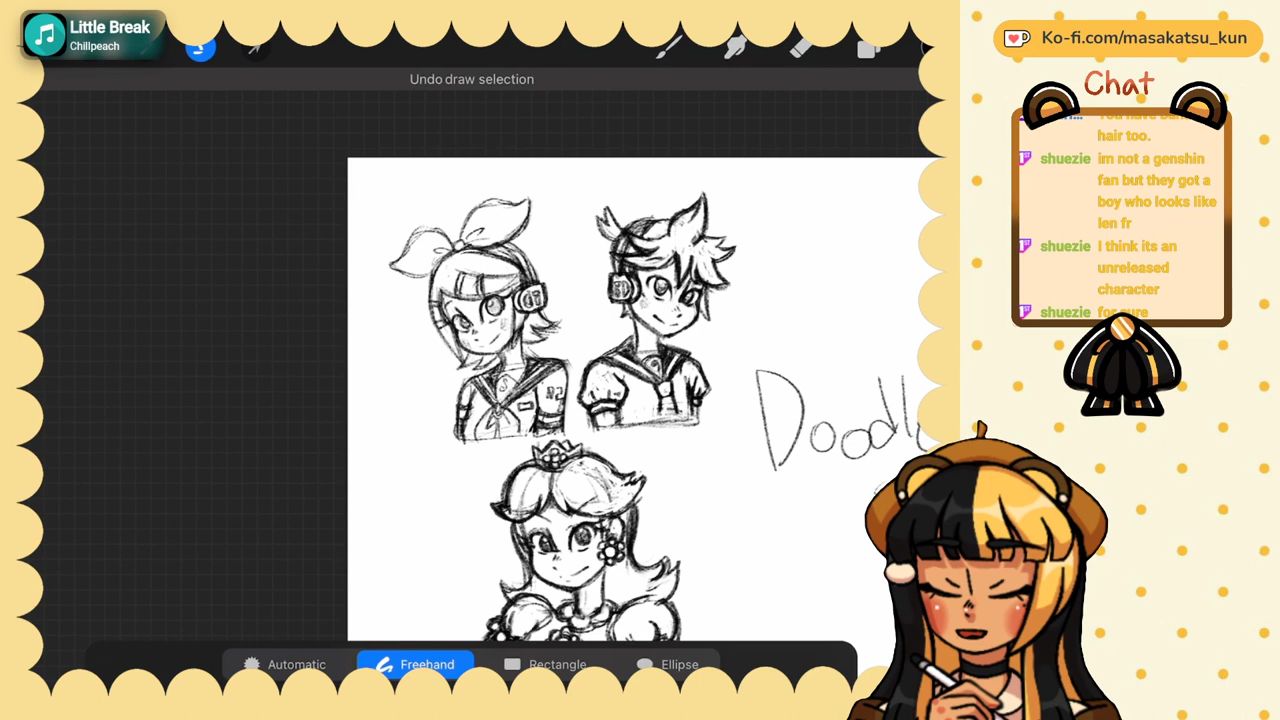 Little Break
Chillpeach
Undo draw selection
Ko-fi.com/masakatsu_kun
Chat
hair too.
shuezie im not a genshin
fan but they got a
boy who looks like
len fr
shuezie I think its an
unreleased
character
shuezie for sure
Automatic
Freehand
Rectangle
Ellipse